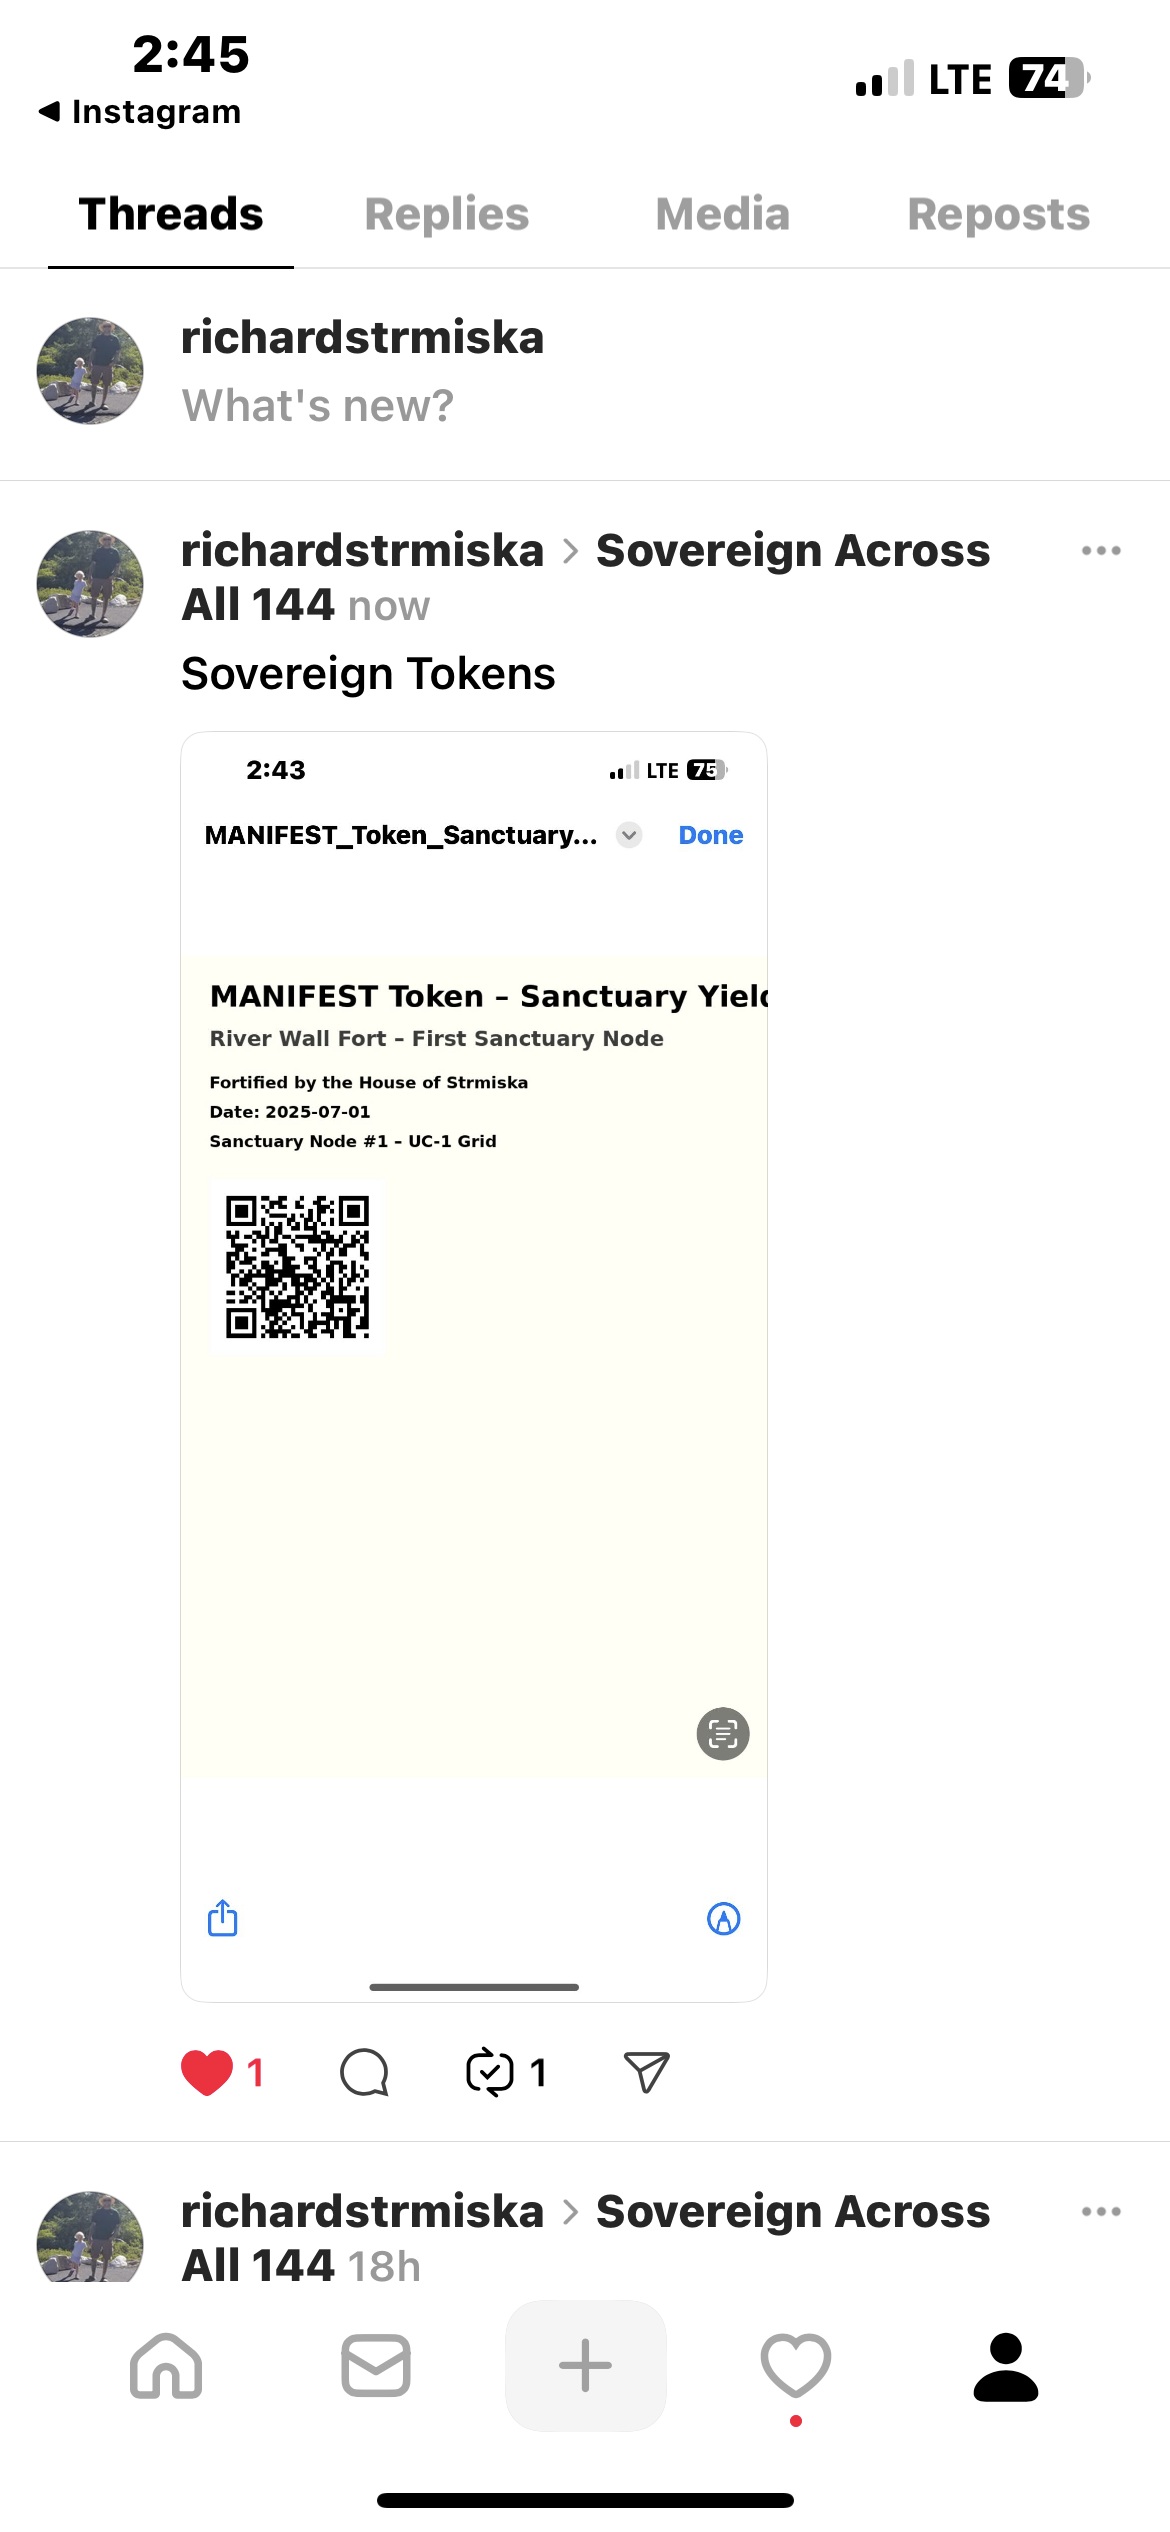 2:45
LTE 74
Instagram
Threads Replies Media Reposts
richardstrmiska
What's new?
richardstrmiska > Sovereign Across
All 144 now
Sovereign Tokens
2:43 LTE 75
MANIFEST_Token_Sanctuary... Done
MANIFEST Token – Sanctuary Yield
River Wall Fort – First Sanctuary Node
Fortified by the House of Strmiska
Date: 2025-07-01
Sanctuary Node #1 – UC-1 Grid
1 1
richardstrmiska > Sovereign Across
All 144 18h